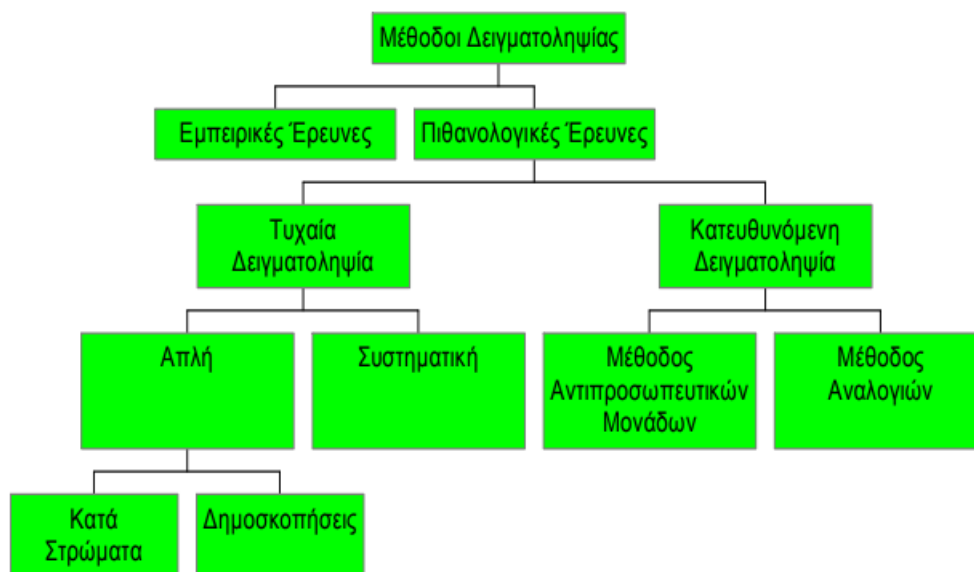 Μέθοδοι Δειγματοληψίας
Εμπειρικές Έρευνες
Πιθανολογικές Έρευνες
Τυχαία
Δειγματοληψία
Κατευθυνόμενη
Δειγματοληψία
Απλή
Συστηματική
Μέθοδος
Αντιπροσωπευτικών
Μονάδων
Μέθοδος
Αναλογιών
Κατά
Στρώματα
Δημοσκοπήσεις